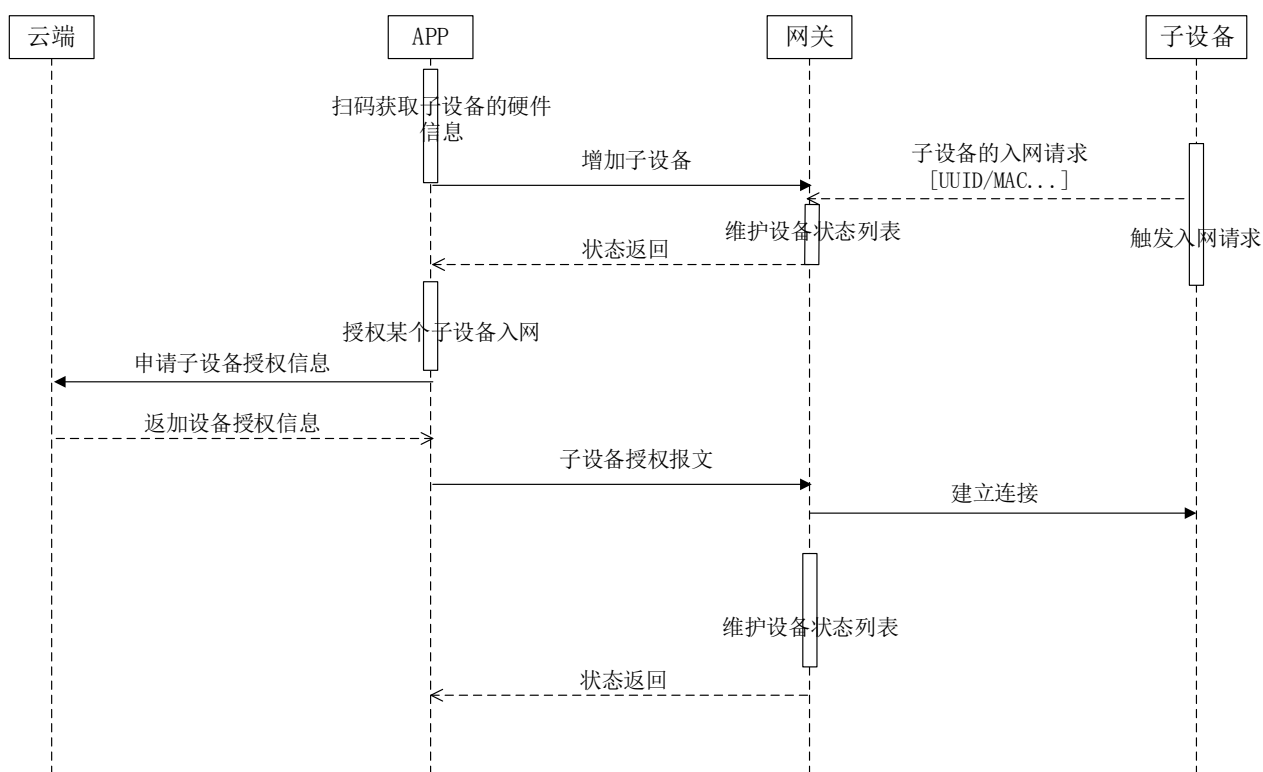 云端
APP
网关
子设备
扫码获取子设备的硬件
信息
增加子设备
子设备的入网请求
[UUID/MAC...]
维护设备状态列表
触发入网请求
状态返回
授权某个子设备入网
申请子设备授权信息
返加设备授权信息
子设备授权报文
建立连接
维护设备状态列表
状态返回